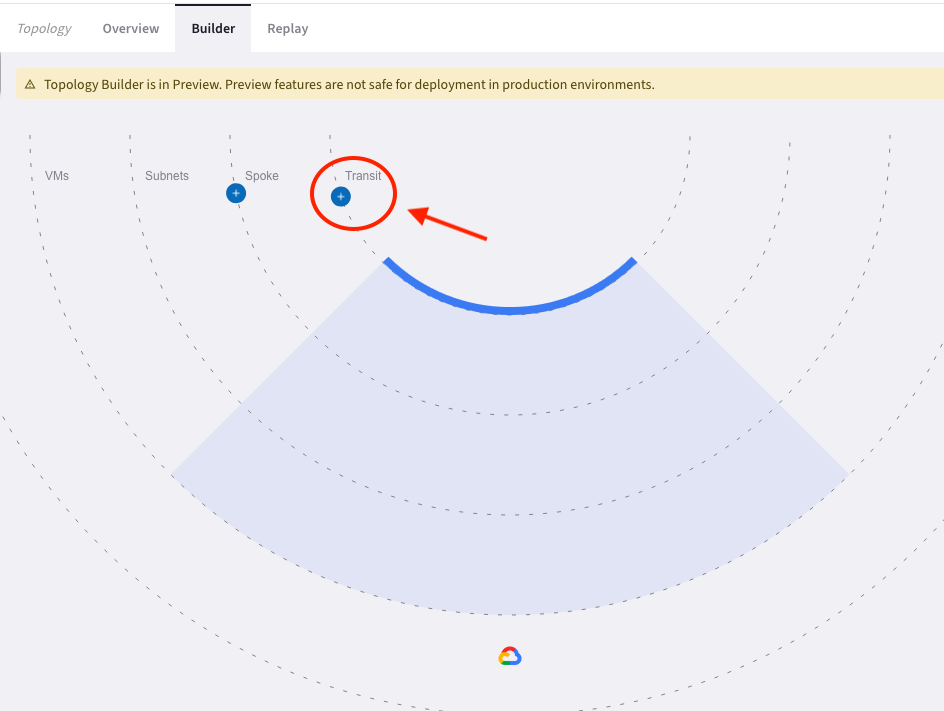 Topology Overview Builder Replay
Topology Builder is in Preview. Preview features are not safe for deployment in production environments.
VMs Subnets Spoke Transit